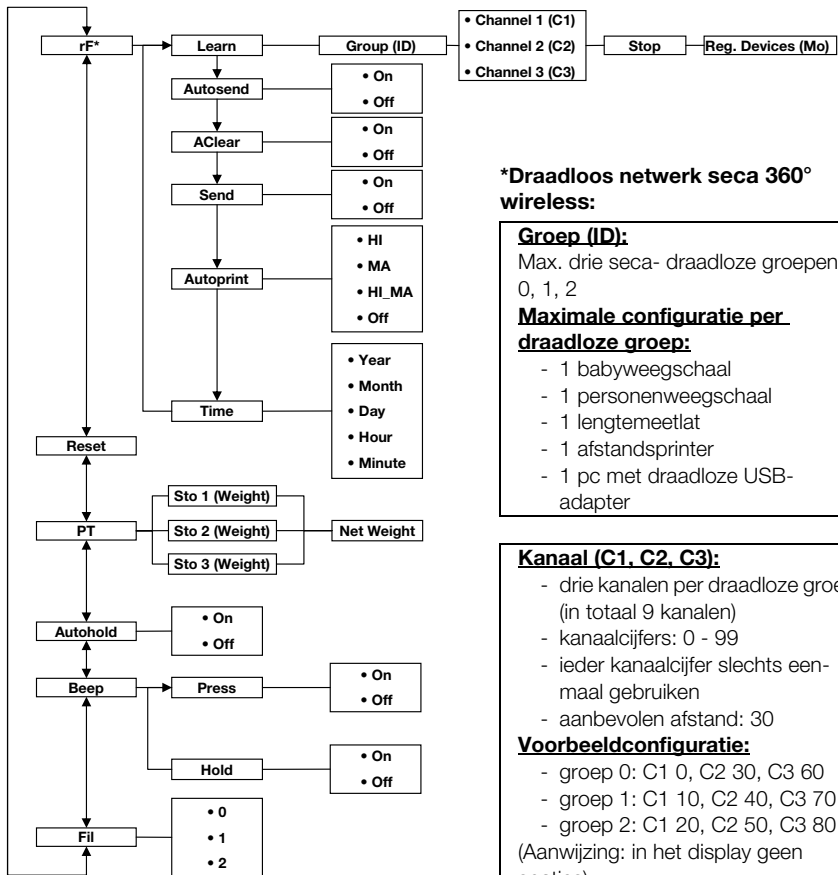 rF*
Learn
Group (ID)
• Channel 1 (C1)
• Channel 2 (C2)
• Channel 3 (C3)
Stop
Reg. Devices (Mo)
Autosend
• On
• Off
AClear
• On
• Off
Send
• On
• Off
Autoprint
• HI
• MA
• HI_MA
• Off
Time
• Year
• Month
• Day
• Hour
• Minute
Reset
PT
Sto 1 (Weight)
Sto 2 (Weight)
Sto 3 (Weight)
Net Weight
Autohold
• On
• Off
Beep
Press
• On
• Off
Hold
• On
• Off
Fil
• 0
• 1
• 2
*Draadloos netwerk seca 360°
wireless:
Groep (ID):
Max. drie seca- draadloze groepen
0, 1, 2
Maximale configuratie per
draadloze groep:
- 1 babyweegschaal
- 1 personenweegschaal
- 1 lengtemeetlat
- 1 afstandsprinter
- 1 pc met draadloze USB-
adapter
Kanaal (C1, C2, C3):
- drie kanalen per draadloze groe
(in totaal 9 kanalen)
- kanaalcijfers: 0 - 99
- ieder kanaalcijfer slechts een-
maal gebruiken
- aanbevolen afstand: 30
Voorbeeldconfiguratie:
- groep 0: C1 0, C2 30, C3 60
- groep 1: C1 10, C2 40, C3 70
- groep 2: C1 20, C2 50, C3 80
(Aanwijzing: in het display geen